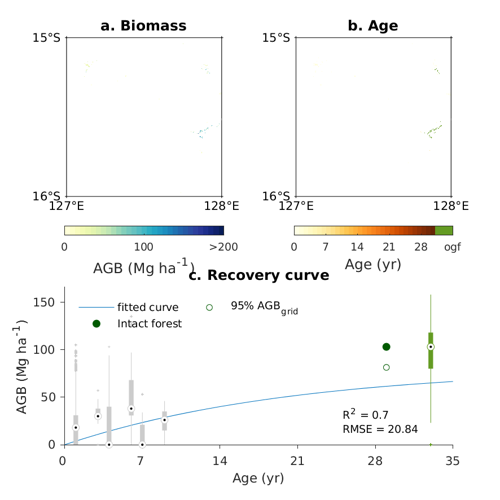 a. Biomass
b. Age
15°S
15°S
16°S
16°S
127°E
128°E
127°E
128°E
0
100
>200
0
7
14
21
28
ogf
AGB (Mg ha-1)
Age (yr)
c. Recovery curve
fitted curve
Intact forest
95% AGBgrid
AGB (Mg ha-1)
150
100
50
0
R2 = 0.7
RMSE = 20.84
0
7
14
21
28
35
Age (yr)